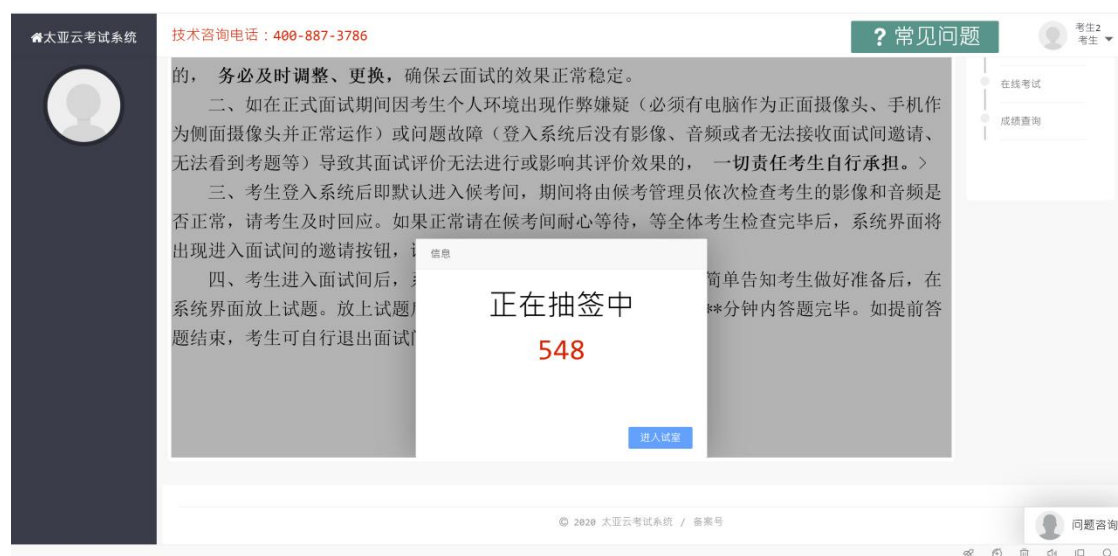 太亚云考试系统
技术咨询电话：400-887-3786
? 常见问题
考生2
考生
的， 务必及时调整、更换，确保云面试的效果正常稳定。
二、如在正式面试期间因考生个人环境出现作弊嫌疑（必须有电脑作为正面摄像头、手机作
为侧面摄像头并正常运作）或问题故障（登入系统后没有影像、音频或者无法接收面试间邀请、
无法看到考题等）导致其面试评价无法进行或影响其评价效果的， 一切责任考生自行承担。>
三、考生登入系统后即默认进入候考间，期间将由候考管理员依次检查考生的影像和音频是
否正常，请考生及时回应。如果正常请在候考间耐心等待，等全体考生检查完毕后，系统界面将
出现进入面试间的邀请按钮，
四、考生进入面试间后， 简单告知考生做好准备后，在
系统界面放上试题。放上试题 **分钟内答题完毕。如提前答
题结束，考生可自行退出面试
在线考试
成绩查询
信息
正在抽签中
548
进入试室
© 2020 太亚云考试系统 / 备案号
问题咨询